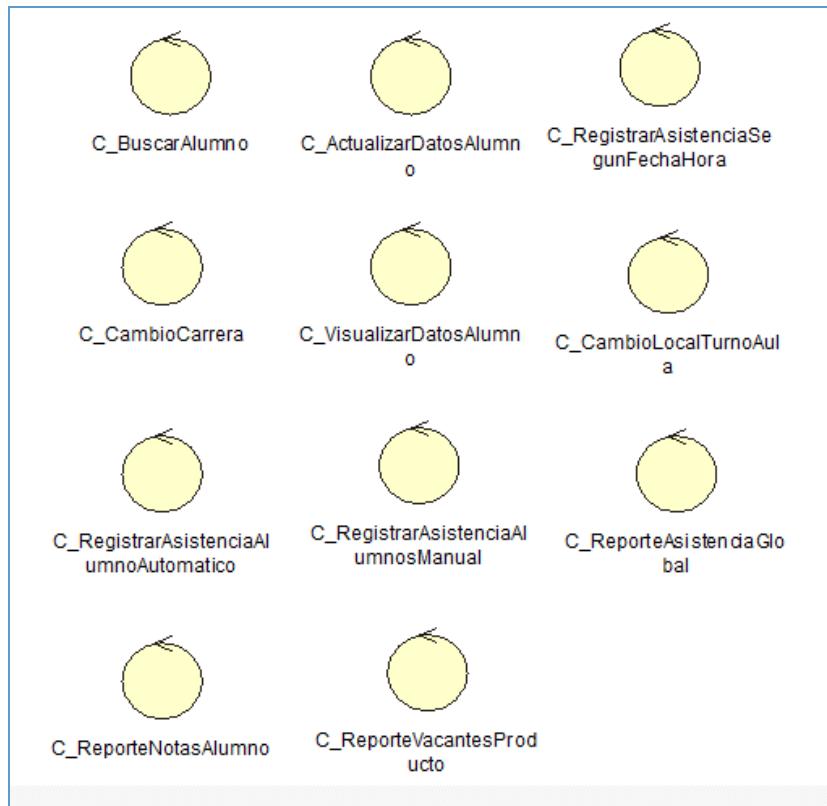 C_BuscarAlumno
C_ActualizarDatosAlumn
o
C_RegistrarAsistenciaSe
gunFechaHora
C_CambioCarrera
C_VisualizarDatosAlumn
o
C_CambioLocalTurnoAul
a
C_RegistrarAsistenciaAl
umnoAutomatico
C_RegistrarAsistenciaAl
umnosManual
C_ReporteAsistenciaGlo
bal
C_ReporteNotasAlumno
C_ReporteVacantesProd
ucto